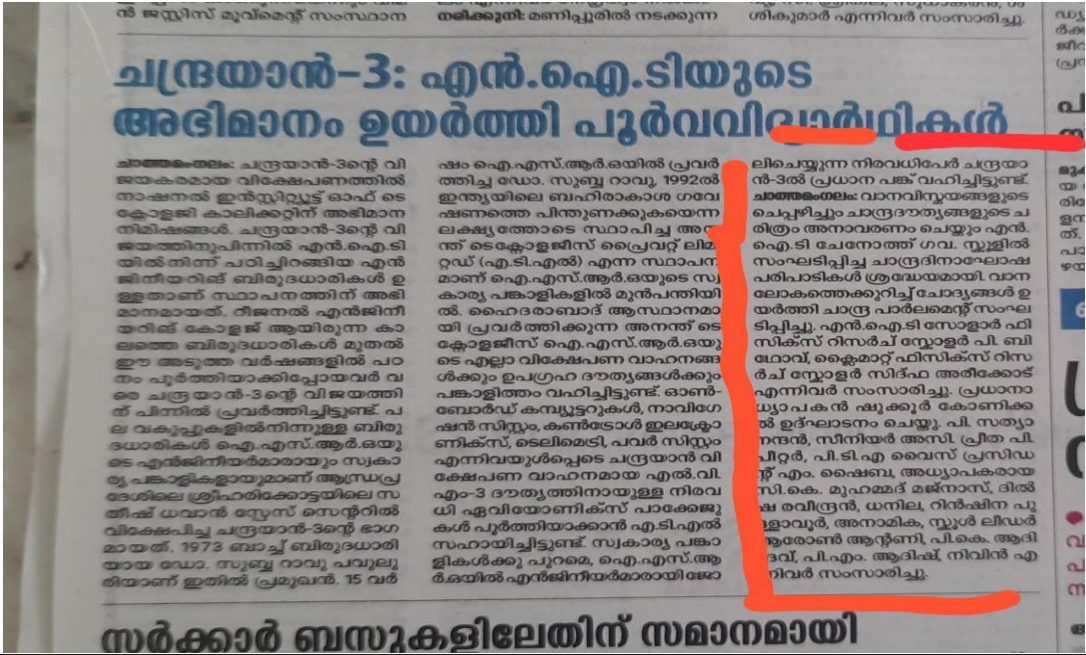 ൻ ജസ്റ്റിസ് മൂവ്മെന്റ് സംസ്ഥാന
നരിക്കുനി: മണിപ്പൂരിൽ നടക്കുന്ന
ശികുമാർ എന്നിവർ സംസാരിച്ചു.
ചന്ദ്രയാൻ-3: എൻ.ഐ.ടിയുടെ
അഭിമാനം ഉയർത്തി പൂർവവിദ്യാർഥികൾ
ചാത്തമംഗലം: ചന്ദ്രയാൻ-3ന്റെ വി
ജയകരമായ വിക്ഷേപണത്തിൽ
നാഷനൽ ഇൻസ്റ്റിറ്റ്യൂട്ട് ഓഫ് ടെ
ക്നോളജി കാലിക്കറ്റിന് അഭിമാന
നിമിഷങ്ങൾ. ചന്ദ്രയാൻ-3ന്റെ വി
ജയത്തിനുപിന്നിൽ എൻ.ഐ.ടി
യിൽനിന്ന് പഠിച്ചിറങ്ങിയ എൻ
ജിനീയറിങ് ബിരുദധാരികൾ ഉ
ള്ളതാണ് സ്ഥാപനത്തിന് അഭി
മാനമായത്. റീജനൽ എൻജിനീ
യറിങ് കോളജ് ആയിരുന്ന കാ
ലത്തെ ബിരുദധാരികൾ മുതൽ
ഈ അടുത്ത വർഷങ്ങളിൽ പഠ
നം പൂർത്തിയാക്കിപ്പോയവർ വ
രെ ചന്ദ്രയാൻ-3ന്റെ വിജയത്തി
ന് പിന്നിൽ പ്രവർത്തിച്ചിട്ടുണ്ട്. പ
ല വകുപ്പുകളിൽനിന്നുള്ള ബിരു
ദധാരികൾ ഐ.എസ്.ആർ.ഒയു
ടെ എൻജിനീയർമാരായും സ്വകാ
ര്യ പങ്കാളികളായുമാണ് ആന്ധ്രപ്ര
ദേശിലെ ശ്രീഹരിക്കോട്ടയിലെ സ
തീഷ് ധവാൻ സ്പേസ് സെന്ററിൽ
വിക്ഷേപിച്ച ചന്ദ്രയാൻ-3ന്റെ ഭാഗ
മായത്. 1973 ബാച്ച് ബിരുദധാരി
യായ ഡോ. സുബ്ബ റാവു പവുലു
രിയാണ് ഇതിൽ പ്രമുഖൻ. 15 വർ
ഷം ഐ.എസ്.ആർ.ഒയിൽ പ്രവർ
ത്തിച്ച ഡോ. സുബ്ബ റാവു, 1992ൽ
ഇന്ത്യയിലെ ബഹിരാകാശ ഗവേ
ഷണത്തെ പിന്തുണക്കുകയെന്ന
ലക്ഷ്യത്തോടെ സ്ഥാപിച്ച അന
ന്ത് ടെക്നോളജീസ് പ്രൈവറ്റ് ലിമി
റ്റഡ് (എ.ടി.എൽ) എന്ന സ്ഥാപന
മാണ് ഐ.എസ്.ആർ.ഒയുടെ സ്വ
കാര്യ പങ്കാളികളിൽ മുൻപന്തിയി
ൽ. ഹൈദരാബാദ് ആസ്ഥാനമാ
യി പ്രവർത്തിക്കുന്ന അനന്ത് ടെ
ക്നോളജീസ് ഐ.എസ്.ആർ.ഒയു
ടെ എല്ലാ വിക്ഷേപണ വാഹനങ്ങ
ൾക്കും ഉപഗ്രഹ ദൗത്യങ്ങൾക്കും
പങ്കാളിത്തം വഹിച്ചിട്ടുണ്ട്. ഓൺ-
ബോർഡ് കമ്പ്യൂട്ടറുകൾ, നാവിഗേ
ഷൻ സിസ്റ്റം, കൺട്രോൾ ഇലക്ട്രോ
ണിക്സ്, ടെലിമെട്രി, പവർ സിസ്റ്റം
എന്നിവയുൾപ്പെടെ ചന്ദ്രയാൻ വി
ക്ഷേപണ വാഹനമായ എൽ.വി.
എം-3 ദൗത്യത്തിനായുള്ള നിരവ
ധി ഏവിയോണിക്സ് പാക്കേജു
കൾ പൂർത്തിയാക്കാൻ എ.ടി.എൽ
സഹായിച്ചിട്ടുണ്ട്. സ്വകാര്യ പങ്കാ
ളികൾക്കു പുറമെ, ഐ.എസ്.ആ
ർ.ഒയിൽ എൻജിനീയർമാരായി ജോ
ലിചെയ്യുന്ന നിരവധിപേർ ചന്ദ്രയാ
ൻ-3ൽ പ്രധാന പങ്ക് വഹിച്ചിട്ടുണ്ട്.
ചാത്തമംഗലം: വാനവിസ്മയങ്ങളുടെ
ചെപ്പഴിച്ചും ചാന്ദ്രദൗത്യങ്ങളുടെ ച
രിത്രം അനാവരണം ചെയ്തും എൻ.
ഐ.ടി ചേനോത്ത് ഗവ. സ്കൂളിൽ
സംഘടിപ്പിച്ച ചാന്ദ്രദിനാഘോഷ
പരിപാടികൾ ശ്രദ്ധേയമായി. വാന
ലോകത്തെക്കുറിച്ച് ചോദ്യങ്ങൾ ഉ
യർത്തി ചാന്ദ്ര പാർലമെന്റ് സംഘ
ടിപ്പിച്ചു. എൻ.ഐ.ടി സോളാർ ഫി
സിക്സ് റിസർച് സ്കോളർ പി. ബി
ഥോവ്, ക്ലൈമാറ്റ് ഫിസിക്സ് റിസ
ർച് സ്കോളർ സിദ്ഫ അരീക്കോട്
എന്നിവർ സംസാരിച്ചു. പ്രധാനാ
ധ്യാപകൻ ഷുക്കൂർ കോണിക്ക
ൽ ഉദ്ഘാടനം ചെയ്തു. പി. സത്യാ
നന്ദൻ, സീനിയർ അസി. പ്രീത പി.
പീറ്റർ, പി.ടി.എ വൈസ് പ്രസിഡ
ന്റ് എം. ഷൈബ, അധ്യാപകരായ
സി.കെ. മുഹമ്മദ് മജ്നാസ്, ദിൽ
ഷ രവീന്ദ്രൻ, ധനില, റിൻഷിന പൂ
ള്ളാവൂർ, അനാമിക, സ്കൂൾ ലീഡർ
ആരോൺ ആന്റണി, പി.കെ. ആദി
ദേവ്, പി.എം. ആദിഷ്, നിവിൻ എ
ന്നിവർ സംസാരിച്ചു.
സർക്കാർ ബസുകളിലേതിന് സമാനമായി